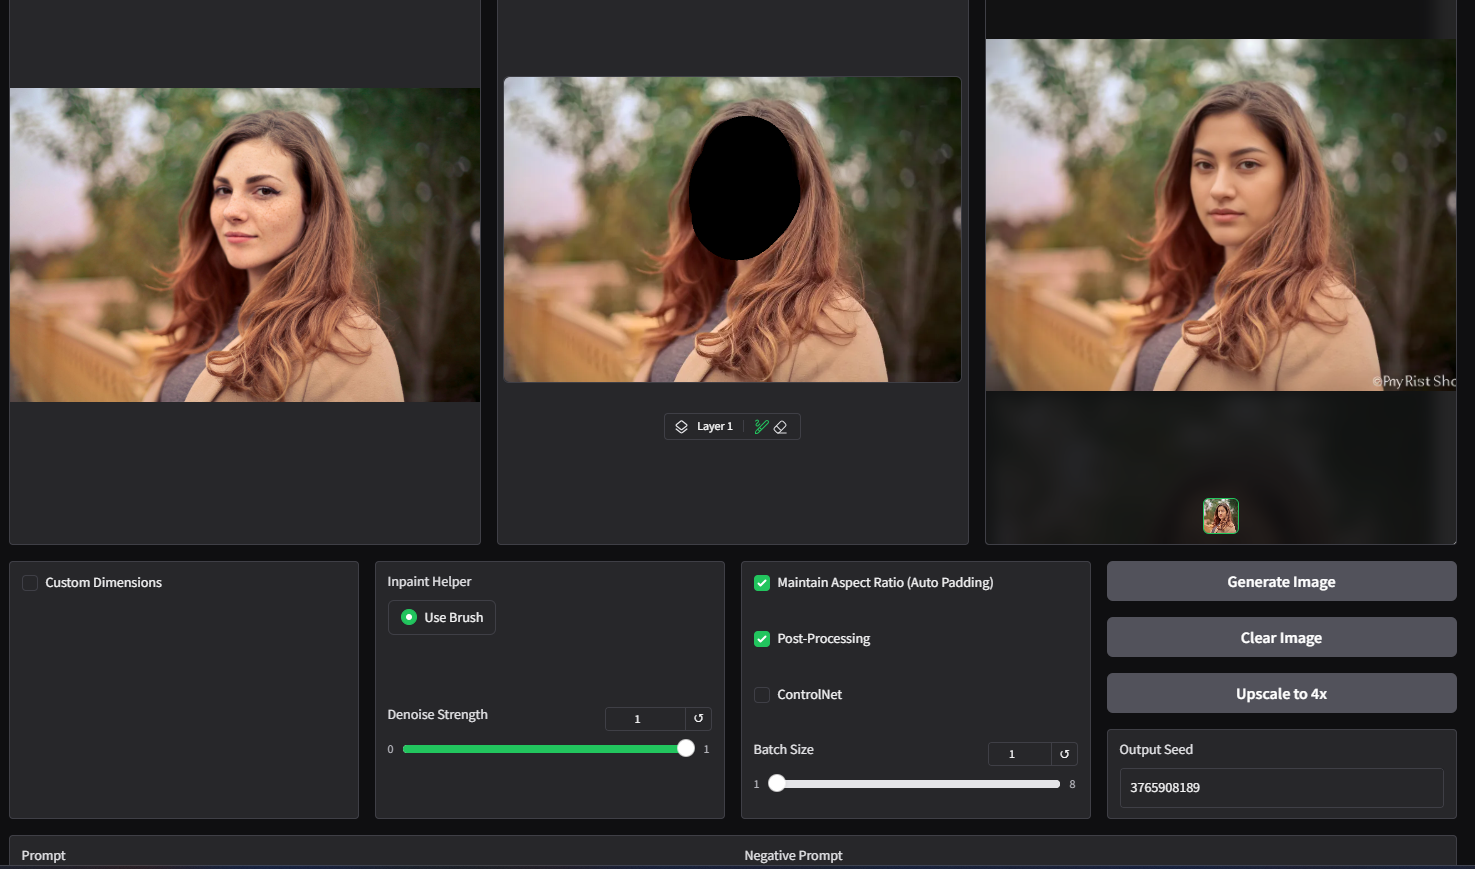 ©PnyRist Sho
Layer 1
Custom Dimensions
Inpaint Helper
Use Brush
Denoise Strength
1
0
1
Maintain Aspect Ratio (Auto Padding)
Post-Processing
ControlNet
Batch Size
1
1
8
Generate Image
Clear Image
Upscale to 4x
Output Seed
3765908189
Prompt
Negative Prompt